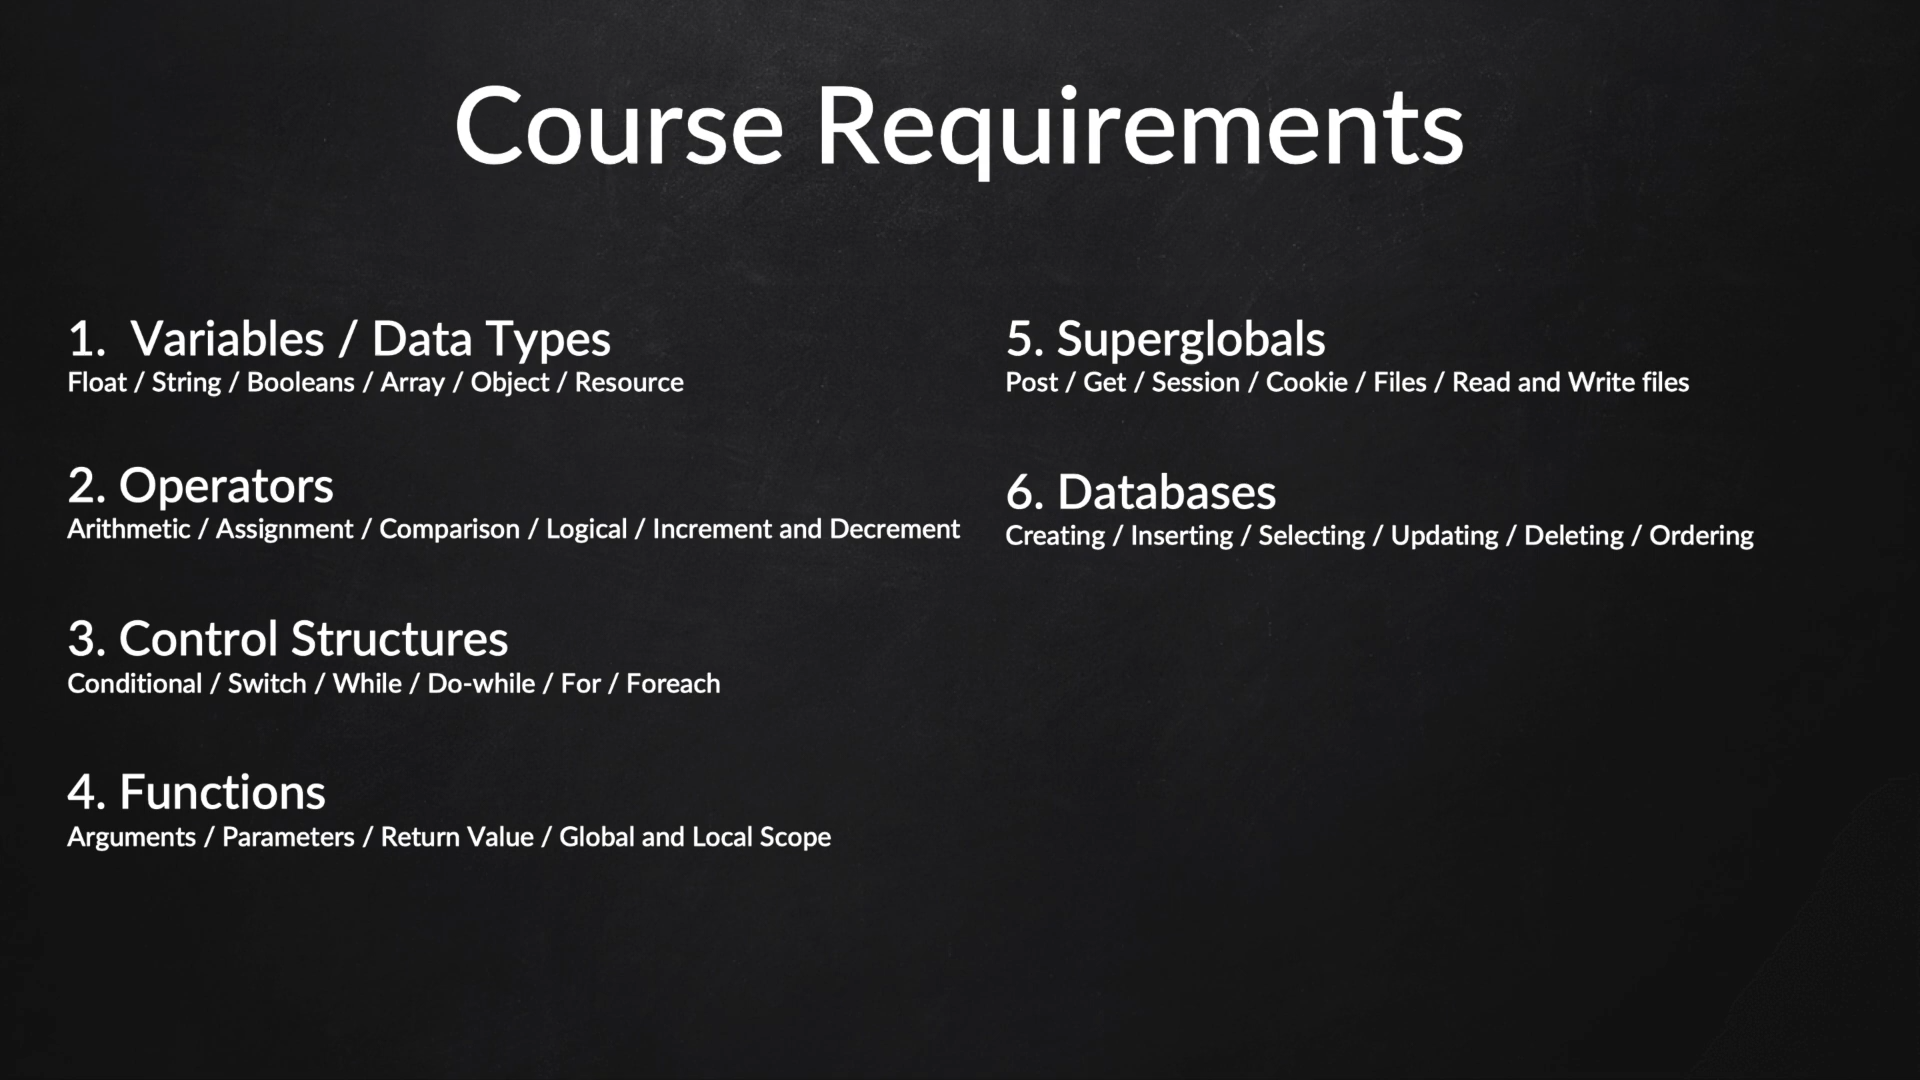 Course Requirements
1.  Variables / Data Types
Float / String / Booleans / Array / Object / Resource
2. Operators
Arithmetic / Assignment / Comparison / Logical / Increment and Decrement
3. Control Structures
Conditional / Switch / While / Do-while / For / Foreach
4. Functions
Arguments / Parameters / Return Value / Global and Local Scope
5. Superglobals
Post / Get / Session / Cookie / Files / Read and Write files
6. Databases
Creating / Inserting / Selecting / Updating / Deleting / Ordering